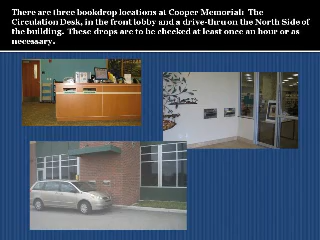 There are three bookdrop locations at Cooper Memorial: The
Circulation Desk, in the front lobby and a drive-thru on the North Side of
the building. These drops are to be checked at least once an hour or as
necessary.